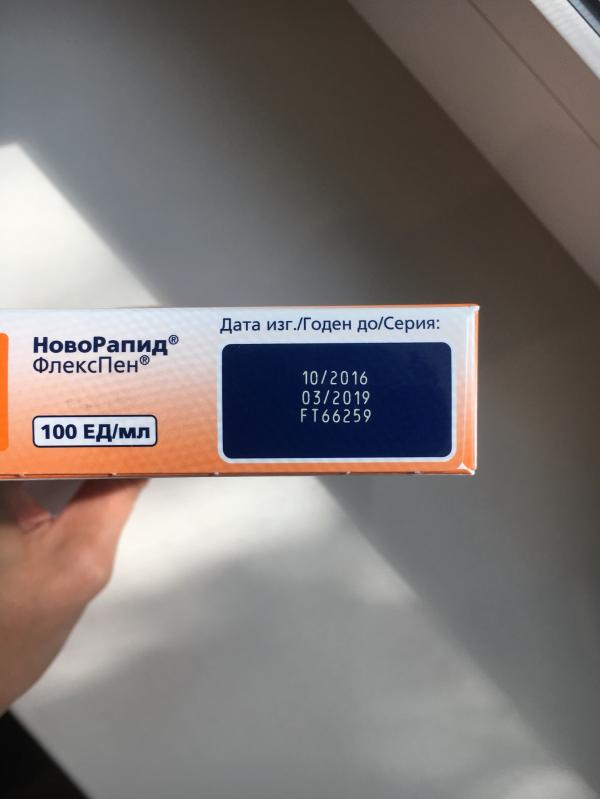 НовоРапид®
ФлексПен®
100 ЕД/мл
Дата изг./Годен до/Серия:
10/2016
03/2019
FT66259